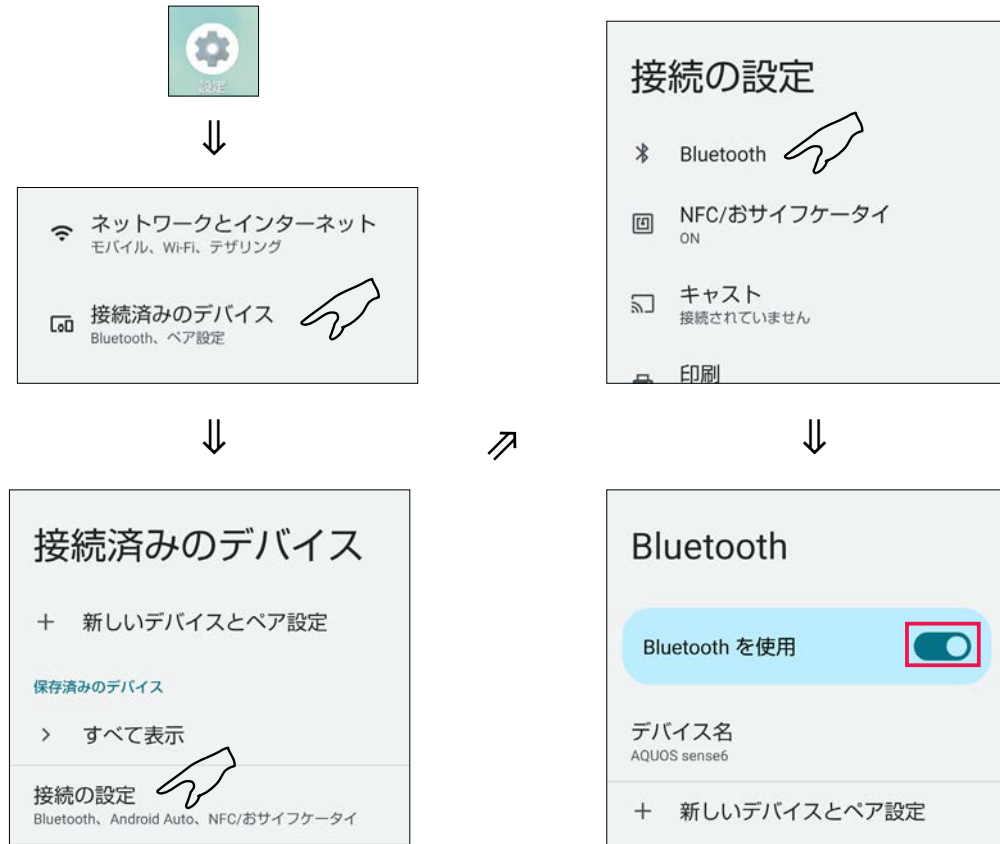 設定
⇓
ネットワークとインターネット
モバイル、Wi-Fi、テザリング
接続済みのデバイス
Bluetooth、ペア設定
⇓
接続済みのデバイス
+ 新しいデバイスとペア設定
保存済みのデバイス
> すべて表示
接続の設定
Bluetooth、Android Auto、NFC/おサイフケータイ
⇗
接続の設定
Bluetooth
NFC/おサイフケータイ
ON
キャスト
接続されていません
印刷
⇓
Bluetooth
Bluetooth を使用
デバイス名
AQUOS sense6
+ 新しいデバイスとペア設定